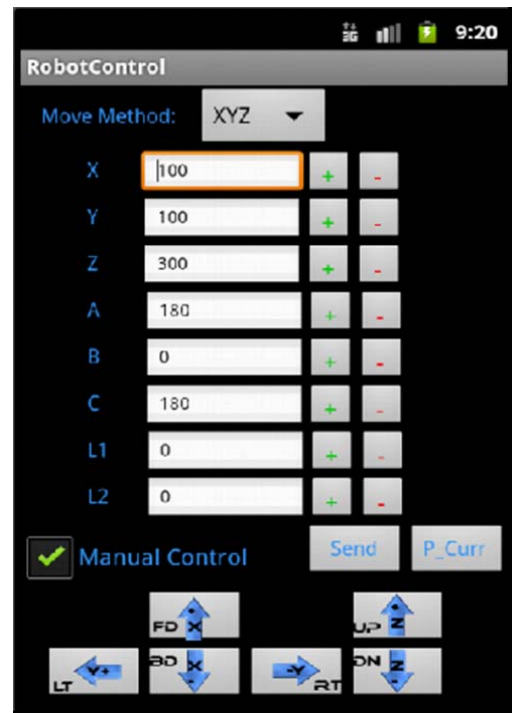 3G 9:20
RobotControl
Move Method: XYZ
X 100 + -
Y 100 + -
Z 300 + -
A 180 + -
B 0 + -
C 180 + -
L1 0 + -
L2 0 + -
Manual Control Send P_Curr
FD X UP Z
LT Y+ BD X -Y RT DN Z